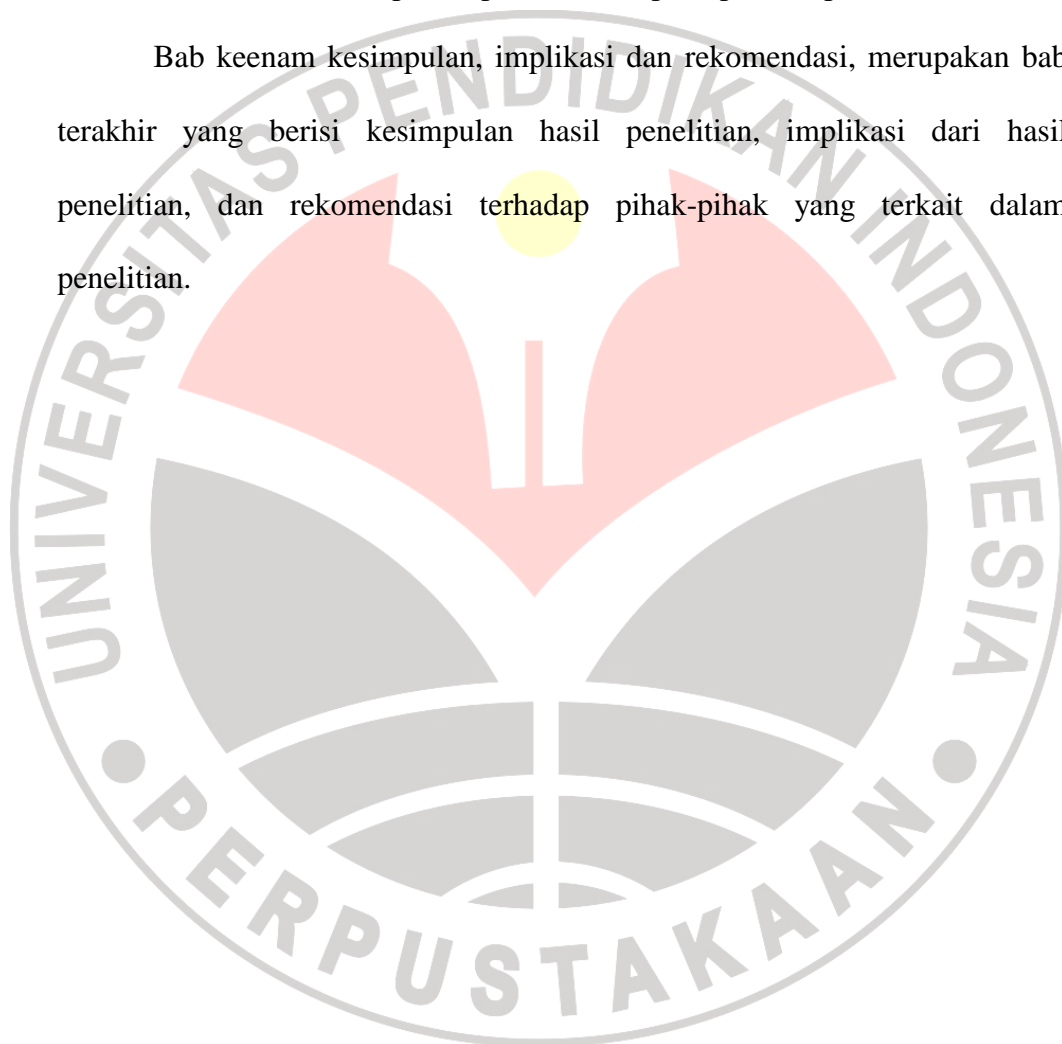 Bab keenam kesimpulan, implikasi dan rekomendasi, merupakan bab
terakhir yang berisi kesimpulan hasil penelitian, implikasi dari hasil
penelitian, dan rekomendasi terhadap pihak-pihak yang terkait dalam
penelitian.
UNIVERSITAS PENDIDIKAN INDONESIA
PERPUSTAKAAN